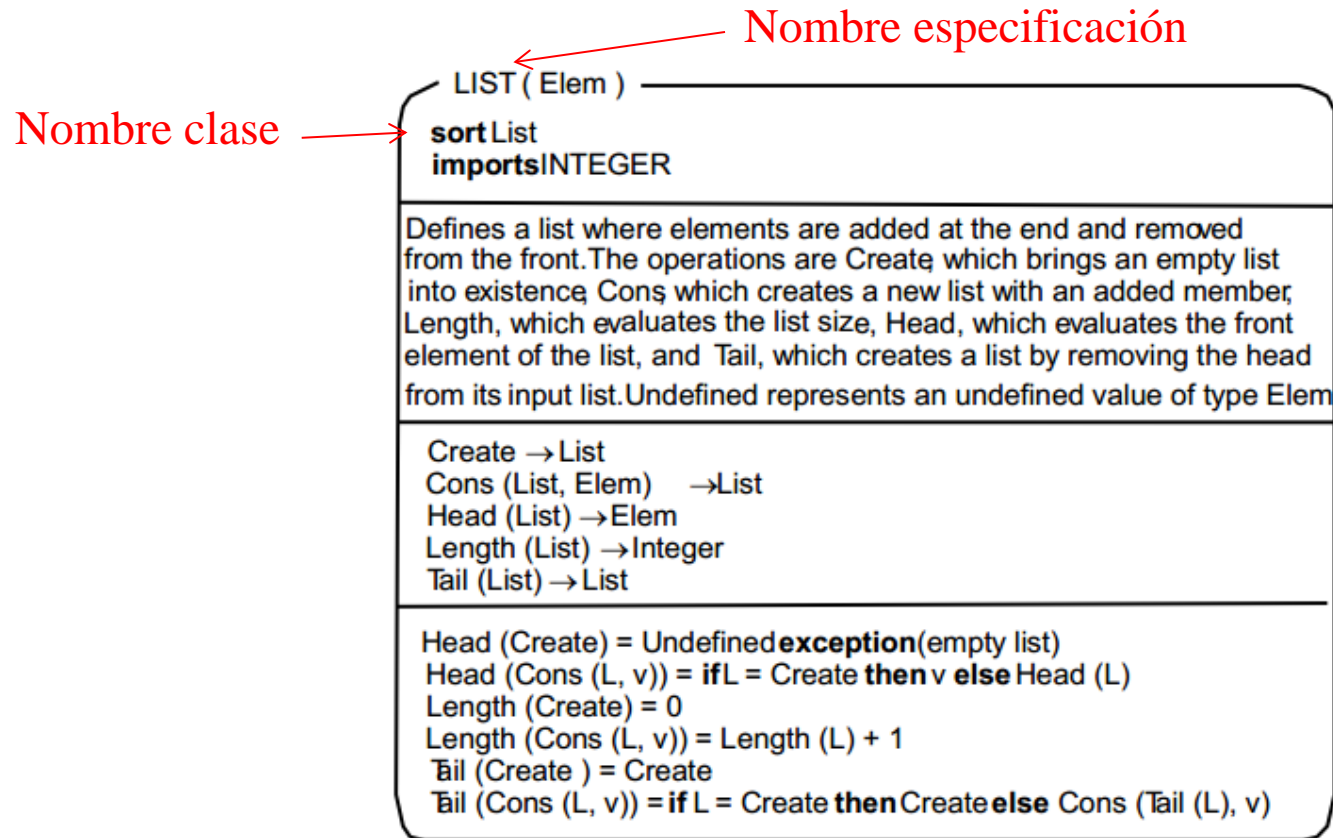 Nombre especificación
LIST ( Elem )
Nombre clase
sort List
imports INTEGER
Defines a list where elements are added at the end and removed
from the front. The operations are Create, which brings an empty list
into existence, Cons, which creates a new list with an added member,
Length, which evaluates the list size, Head, which evaluates the front
element of the list, and Tail, which creates a list by removing the head
from its input list. Undefined represents an undefined value of type Elem
Create → List
Cons (List, Elem) → List
Head (List) → Elem
Length (List) → Integer
Tail (List) → List
Head (Create) = Undefined exception (empty list)
Head (Cons (L, v)) = if L = Create then v else Head (L)
Length (Create) = 0
Length (Cons (L, v)) = Length (L) + 1
Tail (Create ) = Create
Tail (Cons (L, v)) = if L = Create then Create else Cons (Tail (L), v)